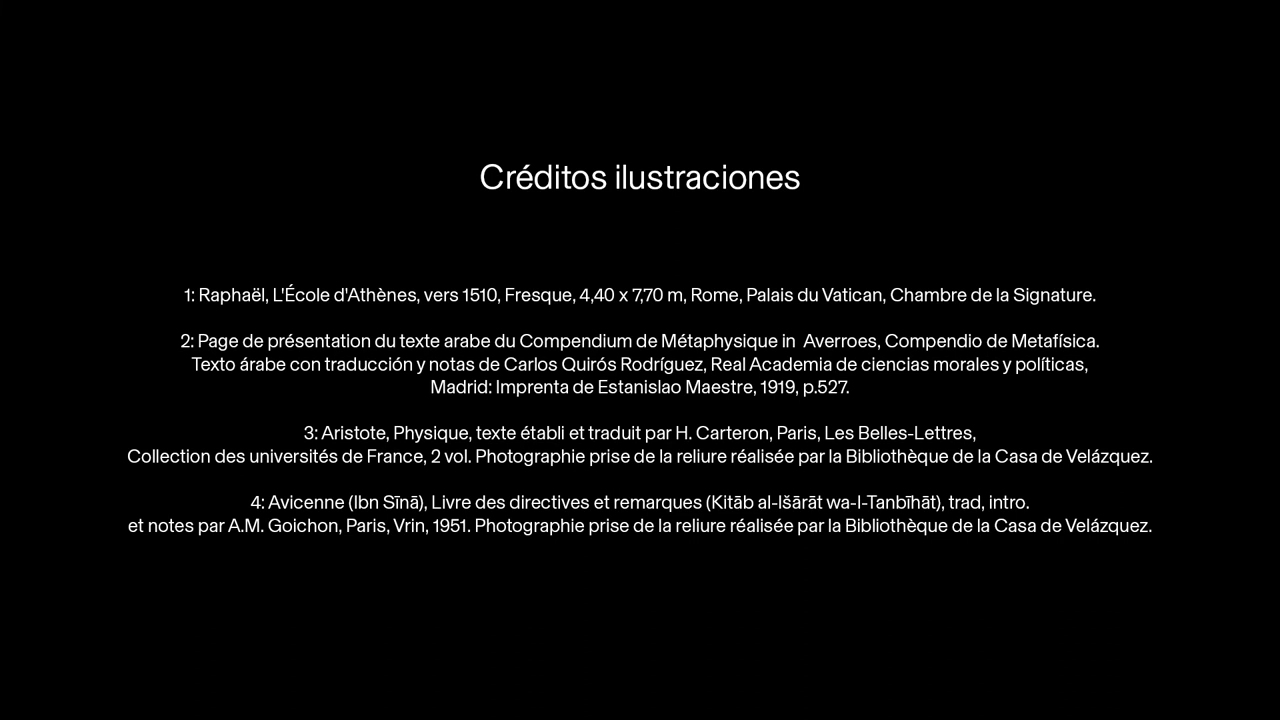 Créditos ilustraciones
1: Raphaël, L'École d'Athènes, vers 1510, Fresque, 4,40 x 7,70 m, Rome, Palais du Vatican, Chambre de la Signature.
2: Page de présentation du texte arabe du Compendium de Métaphysique in  Averroes, Compendio de Metafísica.
Texto árabe con traducción y notas de Carlos Quirós Rodríguez, Real Academia de ciencias morales y políticas,
Madrid: Imprenta de Estanislao Maestre, 1919, p.527.
3: Aristote, Physique, texte établi et traduit par H. Carteron, Paris, Les Belles-Lettres,
Collection des universités de France, 2 vol. Photographie prise de la reliure réalisée par la Bibliothèque de la Casa de Velázquez.
4: Avicenne (Ibn Sīnā), Livre des directives et remarques (Kitāb al-Išārāt wa-l-Tanbīhāt), trad, intro.
et notes par A.M. Goichon, Paris, Vrin, 1951. Photographie prise de la reliure réalisée par la Bibliothèque de la Casa de Velázquez.